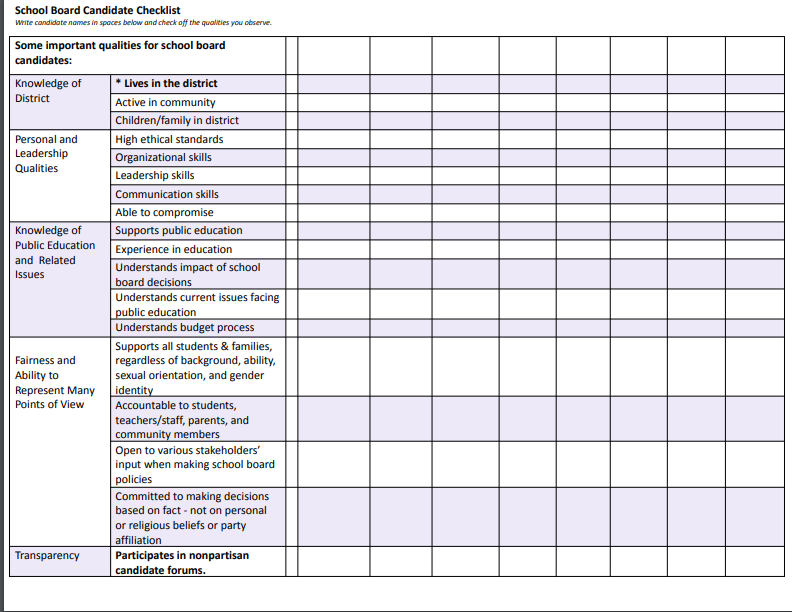 School Board Candidate Checklist
Write candidate names in spaces below and check off the qualities you observe.
Some important qualities for school board
candidates:
Knowledge of
District
* Lives in the district
Active in community
Children/family in district
Personal and
Leadership
Qualities
High ethical standards
Organizational skills
Leadership skills
Communication skills
Able to compromise
Knowledge of
Public Education
and  Related
Issues
Supports public education
Experience in education
Understands impact of school
board decisions
Understands current issues facing
public education
Understands budget process
Fairness and
Ability to
Represent Many
Points of View
Supports all students & families,
regardless of background, ability,
sexual orientation, and gender
identity
Accountable to students,
teachers/staff, parents, and
community members
Open to various stakeholders’
input when making school board
policies
Committed to making decisions
based on fact - not on personal
or religious beliefs or party
affiliation
Transparency
Participates in nonpartisan
candidate forums.